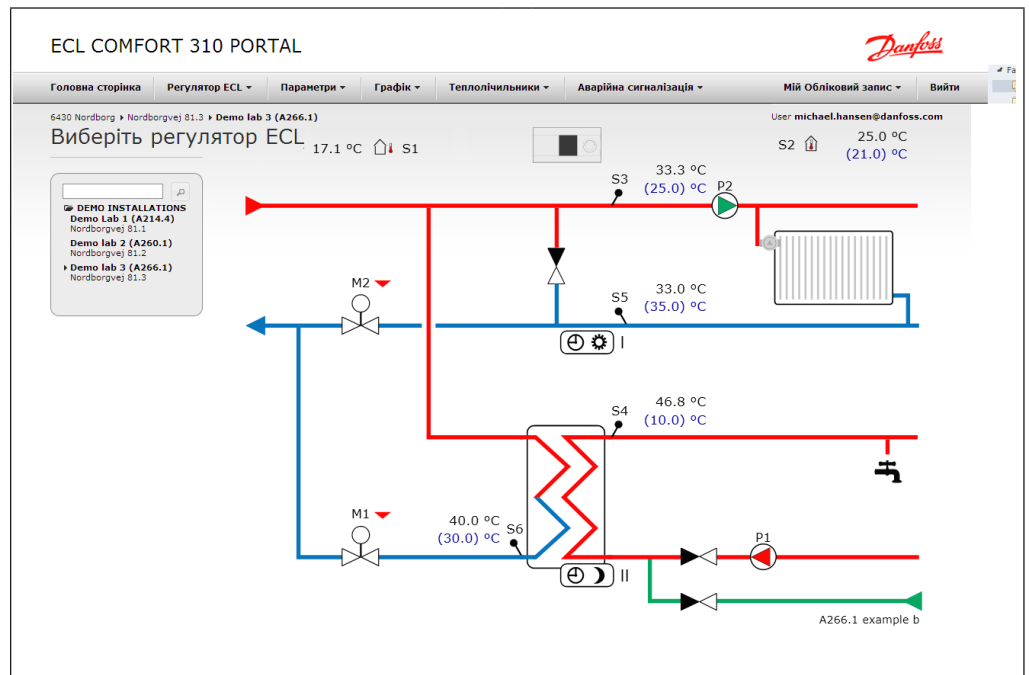 ECL COMFORT 310 PORTAL
Danfoss
Fa
Головна сторінка Регулятор ECL Параметри Графік Теплолічильники Аварійна сигналізація Мій Обліковий запис Вийти
6430 Nordborg Nordborgvej 81.3 Demo lab 3 (A266.1)
User michael.hansen@danfoss.com
Виберіть регулятор ECL
17.1 °C S1
S2 25.0 °C
(21.0) °C
DEMO INSTALLATIONS
Demo Lab 1 (A214.4)
Nordborgvej 81.1
Demo lab 2 (A260.1)
Nordborgvej 81.2
Demo lab 3 (A266.1)
Nordborgvej 81.3
S3 33.3 °C
(25.0) °C P2
M2
S5 33.0 °C
(35.0) °C
I
S4 46.8 °C
(10.0) °C
M1
40.0 °C S6
(30.0) °C
P1
II
A266.1 example b